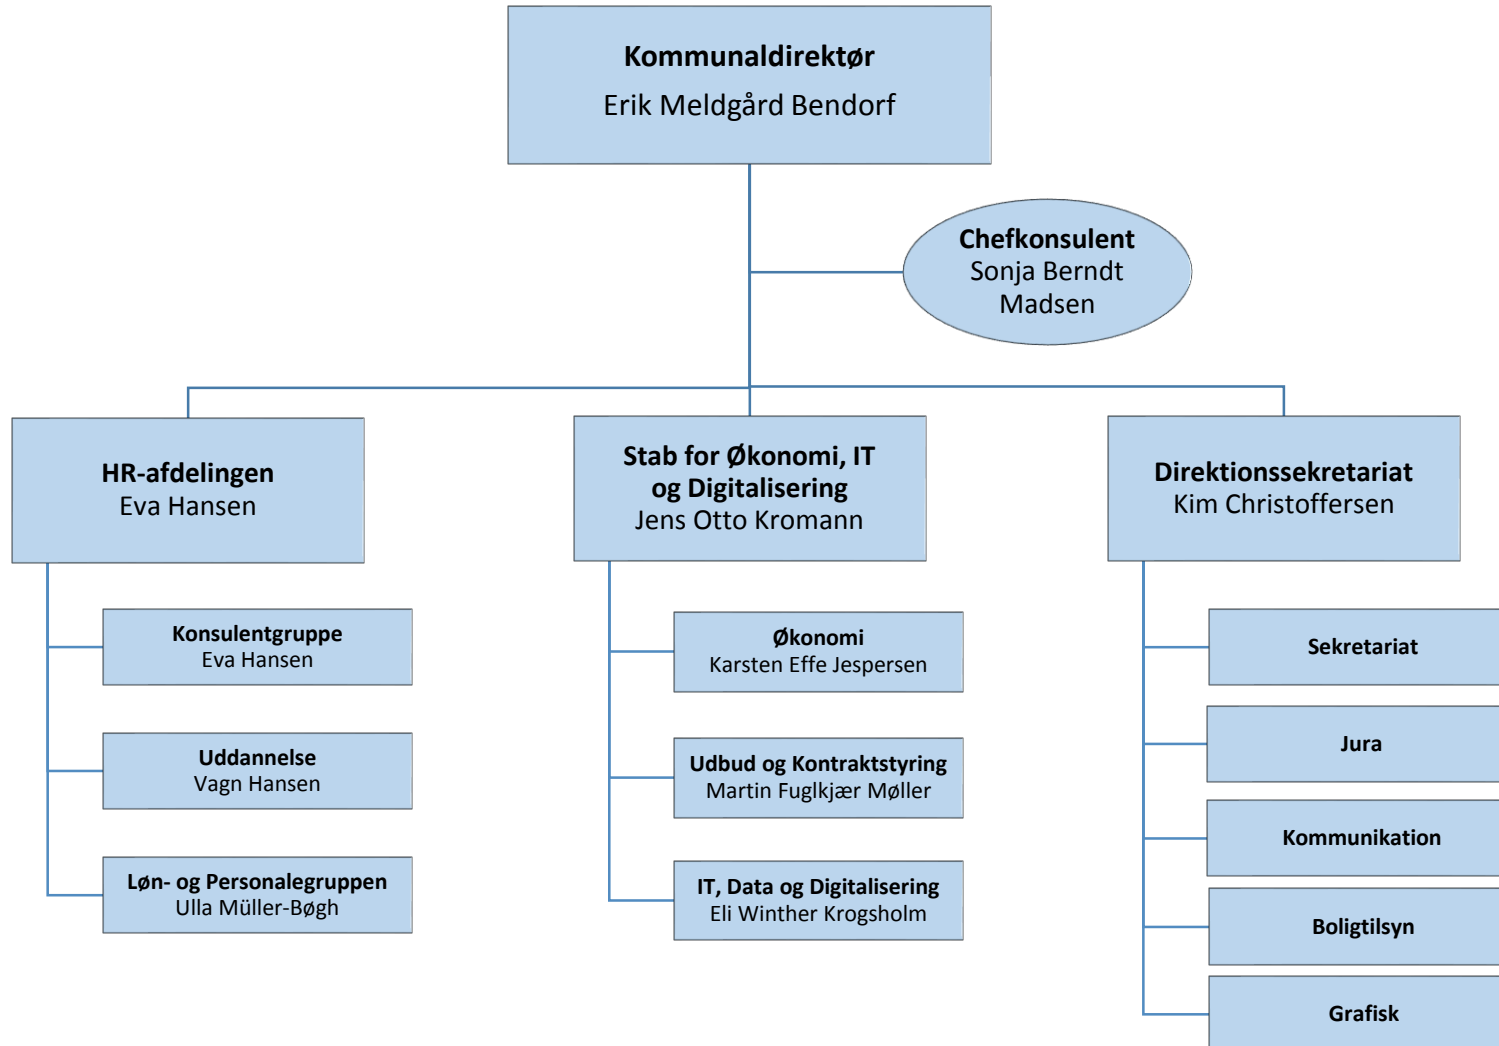 Kommunaldirektør
Erik Meldgård Bendorf
Chefkonsulent
Sonja Berndt
Madsen
HR-afdelingen
Eva Hansen
Konsulentgruppe
Eva Hansen
Uddannelse
Vagn Hansen
Løn- og Personalegruppen
Ulla Müller-Bøgh
Stab for Økonomi, IT
og Digitalisering
Jens Otto Kromann
Økonomi
Karsten Effe Jespersen
Udbud og Kontraktstyring
Martin Fuglkjær Møller
IT, Data og Digitalisering
Eli Winther Krogsholm
Direktionssekretariat
Kim Christoffersen
Sekretariat
Jura
Kommunikation
Boligtilsyn
Grafisk